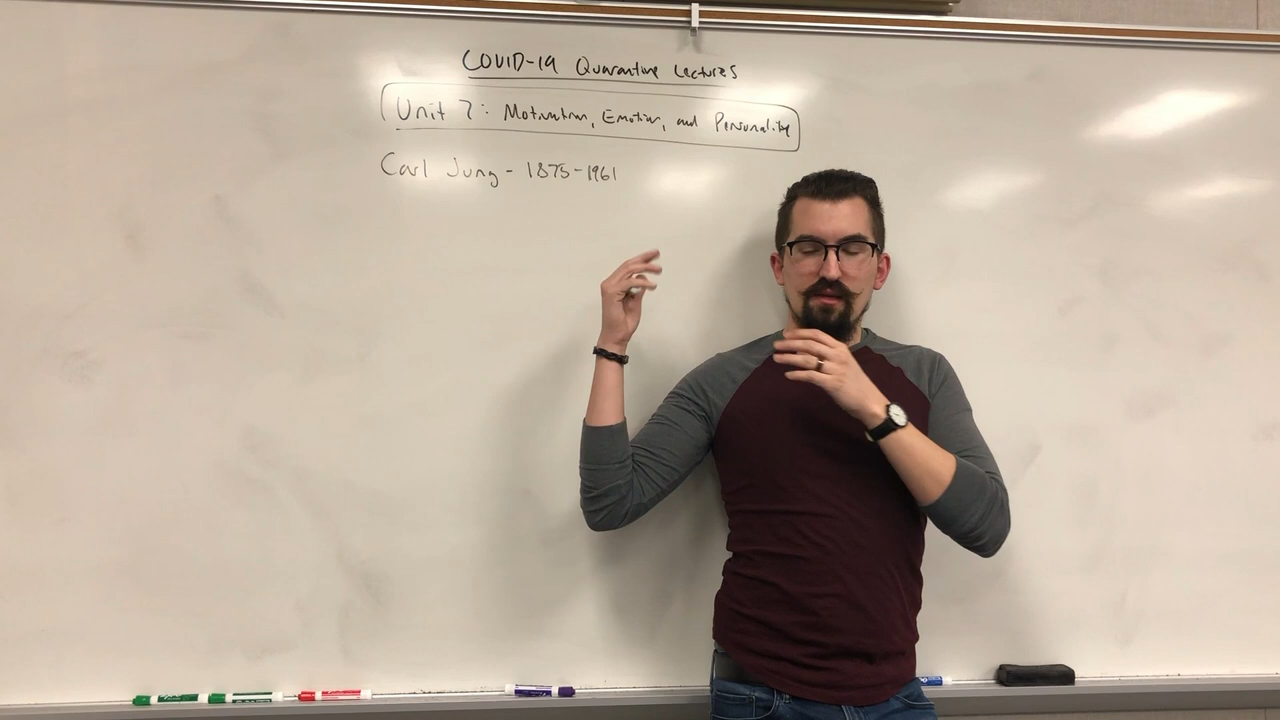 COVID-19 Quarantine Lectures
Unit 7: Motivation, Emotion, and Personality
Carl Jung - 1875-1961